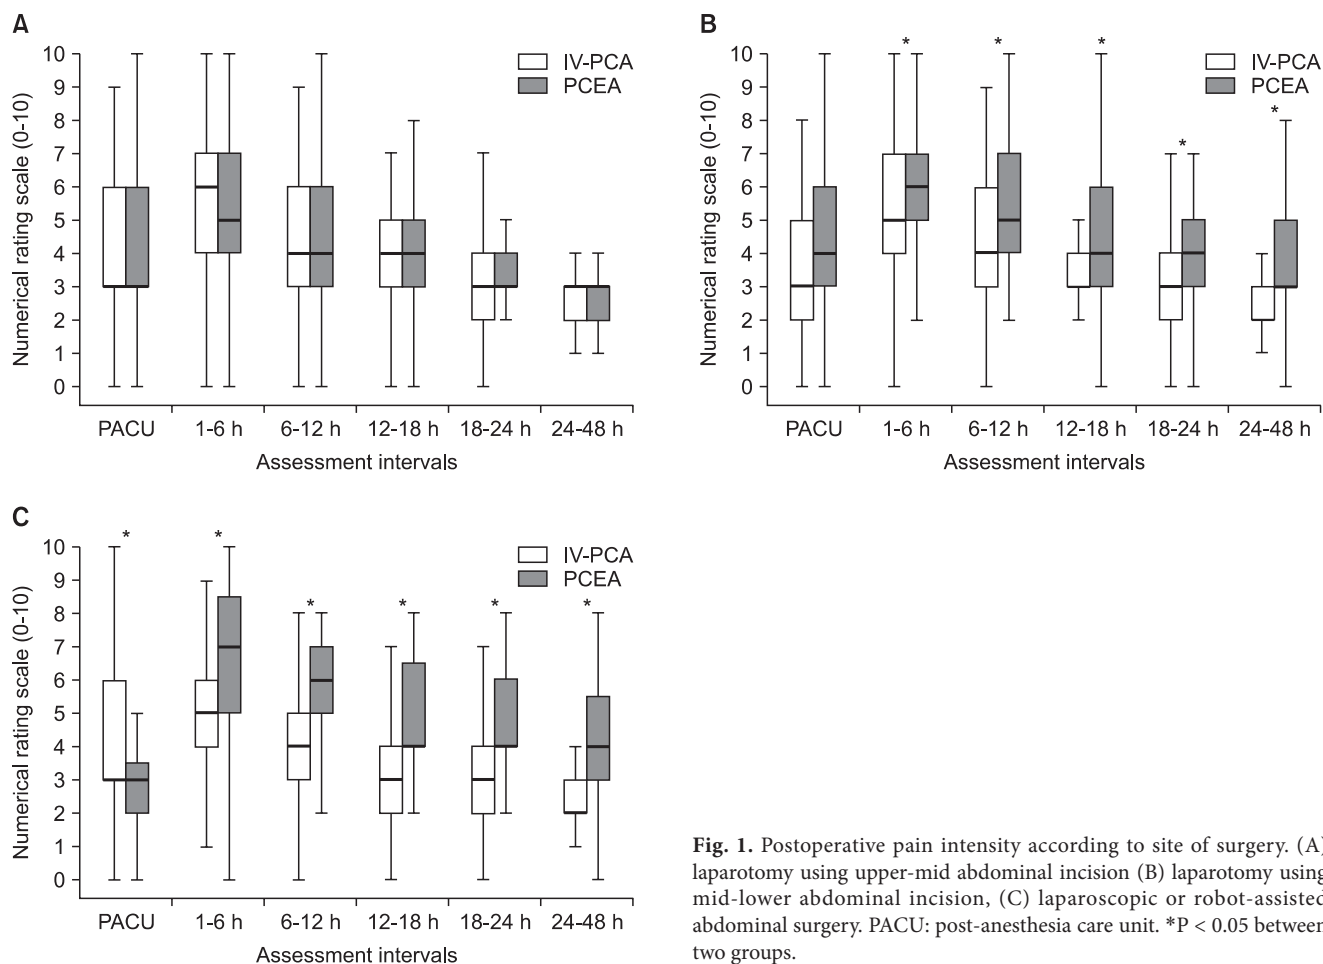 A
10
9
8
7
6
5
4
3
2
1
0
Numerical rating scale (0-10)
IV-PCA
PCEA
PACU 1-6 h 6-12 h 12-18 h 18-24 h 24-48 h
Assessment intervals
B
10
9
8
7
6
5
4
3
2
1
0
Numerical rating scale (0-10)
* * *
IV-PCA
PCEA
*
*
PACU 1-6 h 6-12 h 12-18 h 18-24 h 24-48 h
Assessment intervals
C
10
9
8
7
6
5
4
3
2
1
0
Numerical rating scale (0-10)
* *
IV-PCA
PCEA
* * * *
PACU 1-6 h 6-12 h 12-18 h 18-24 h 24-48 h
Assessment intervals
Fig. 1. Postoperative pain intensity according to site of surgery. (A)
laparotomy using upper-mid abdominal incision (B) laparotomy using
mid-lower abdominal incision, (C) laparoscopic or robot-assisted
abdominal surgery. PACU: post-anesthesia care unit. *P < 0.05 between
two groups.